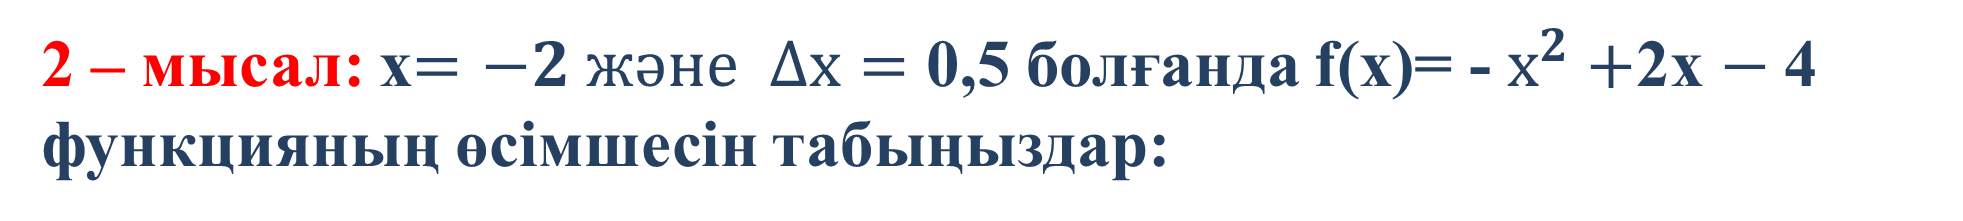 2 – мысал: x= −2 және Δx = 0,5 болғанда f(x)= - x² +2x − 4
функцияның өсімшесін табыңыздар: